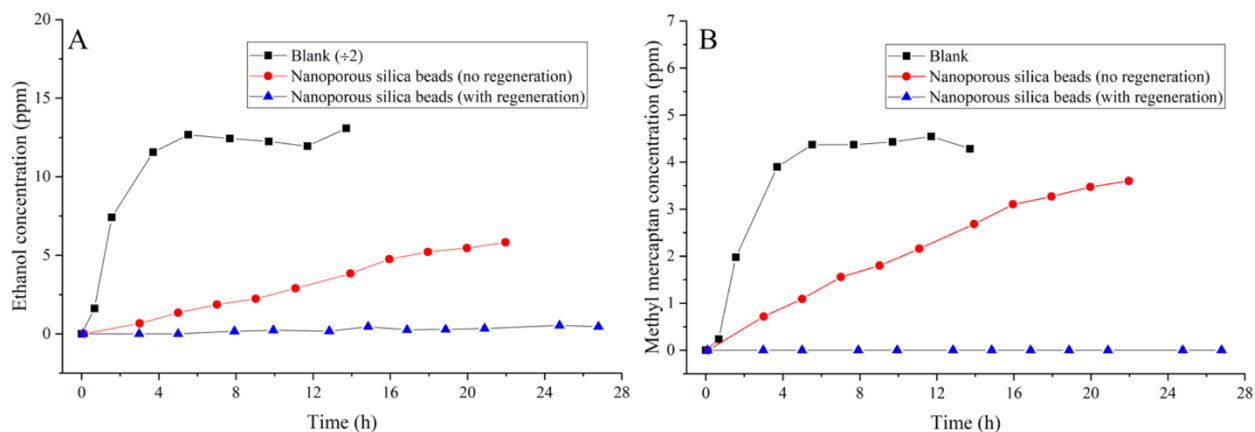 A
Blank (÷2)
Nanoporous silica beads (no regeneration)
Nanoporous silica beads (with regeneration)
Ethanol concentration (ppm)
20
15
10
5
0
0 4 8 12 16 20 24 28
Time (h)
B
Blank
Nanoporous silica beads (no regeneration)
Nanoporous silica beads (with regeneration)
Methyl mercaptan concentration (ppm)
7
6
5
4
3
2
1
0
0 4 8 12 16 20 24 28
Time (h)